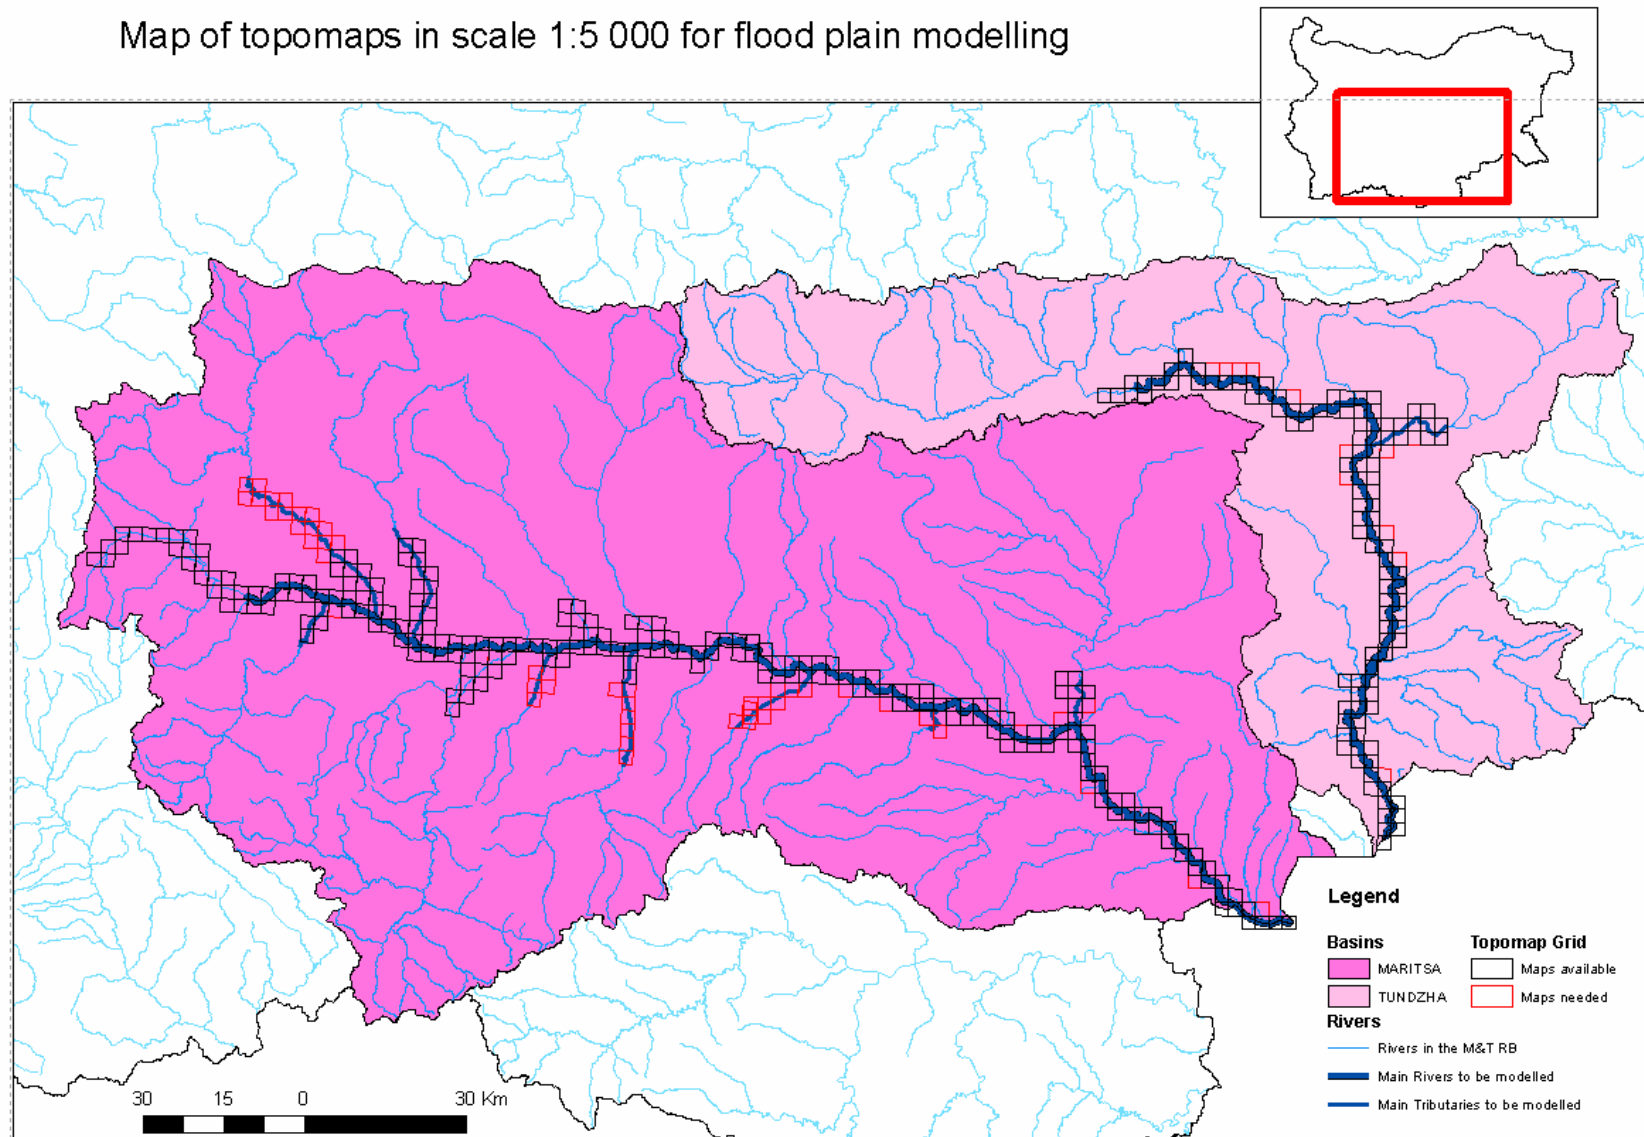 Map of topomaps in scale 1:5 000 for flood plain modelling
Legend
Basins
MARITSA
TUNDZHA
Topomap Grid
Maps available
Maps needed
Rivers
Rivers in the M&T RB
Main Rivers to be modelled
Main Tributaries to be modelled
30 15 0 30 Km